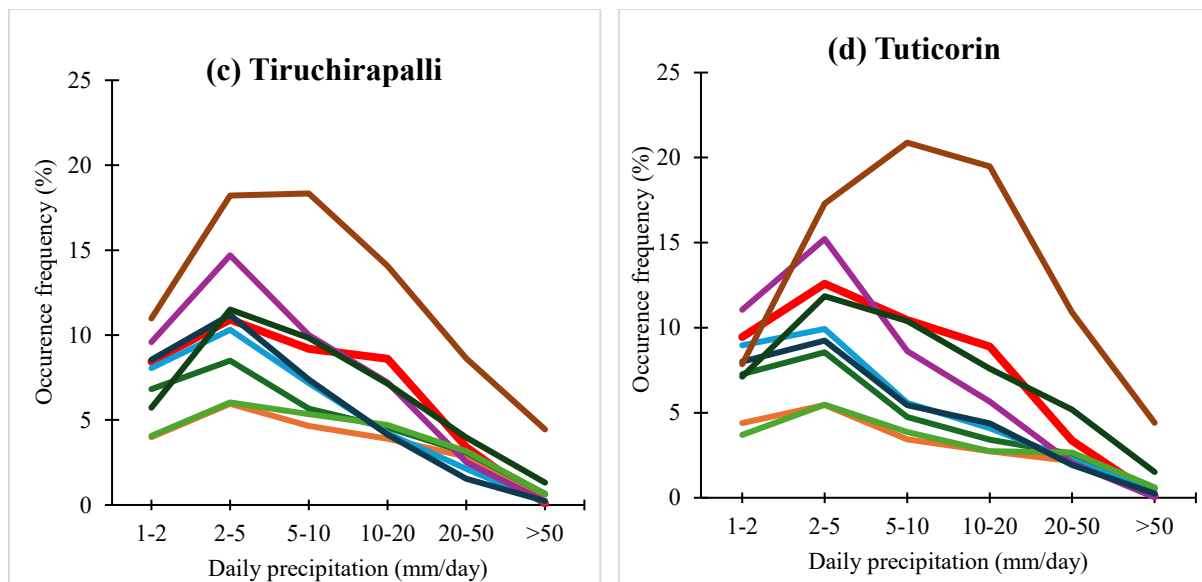 (c) Tiruchirapalli
25
20
15
10
5
0
Occurence frequency (%)
1-2 2-5 5-10 10-20 20-50 >50
Daily precipitation (mm/day)
(d) Tuticorin
25
20
15
10
5
0
Occurence frequency (%)
1-2 2-5 5-10 10-20 20-50 >50
Daily precipitation (mm/day)